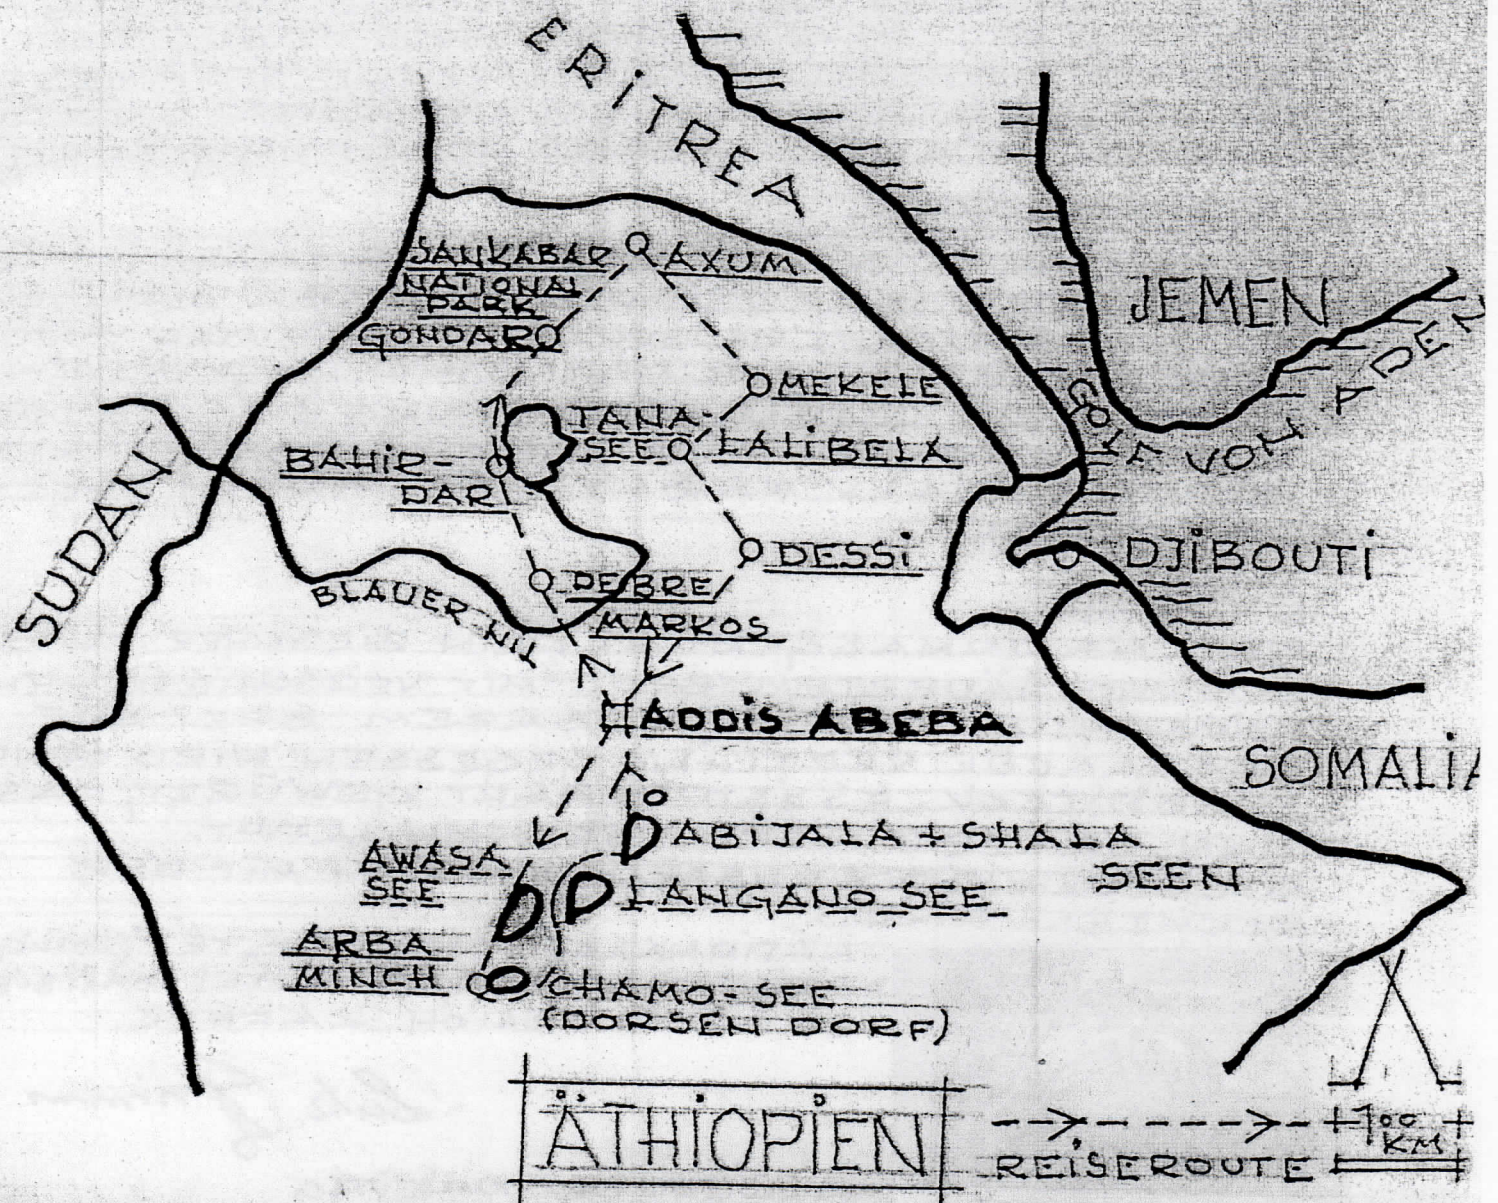 ERITREA
SANKABAR
NATIONAL
PARK
GONDAR
AXUM
JEMEN
MEKELE
TANA-
SEE
LALIBELA
BAHIR-
DAR
GOLF VON ADEN
SUDAN
DESSI
DJIBOUTI
DEBRE
MARKOS
BLAUER-NIL
ADDIS ABEBA
SOMALIA
ABIJALA + SHALA
SEEN
AWASA
SEE
LANGANO SEE
ARBA
MINCH
CHAMO-SEE
(DORSEN DORF)
ÄTHIOPIEN
REISEROUTE
100
KM